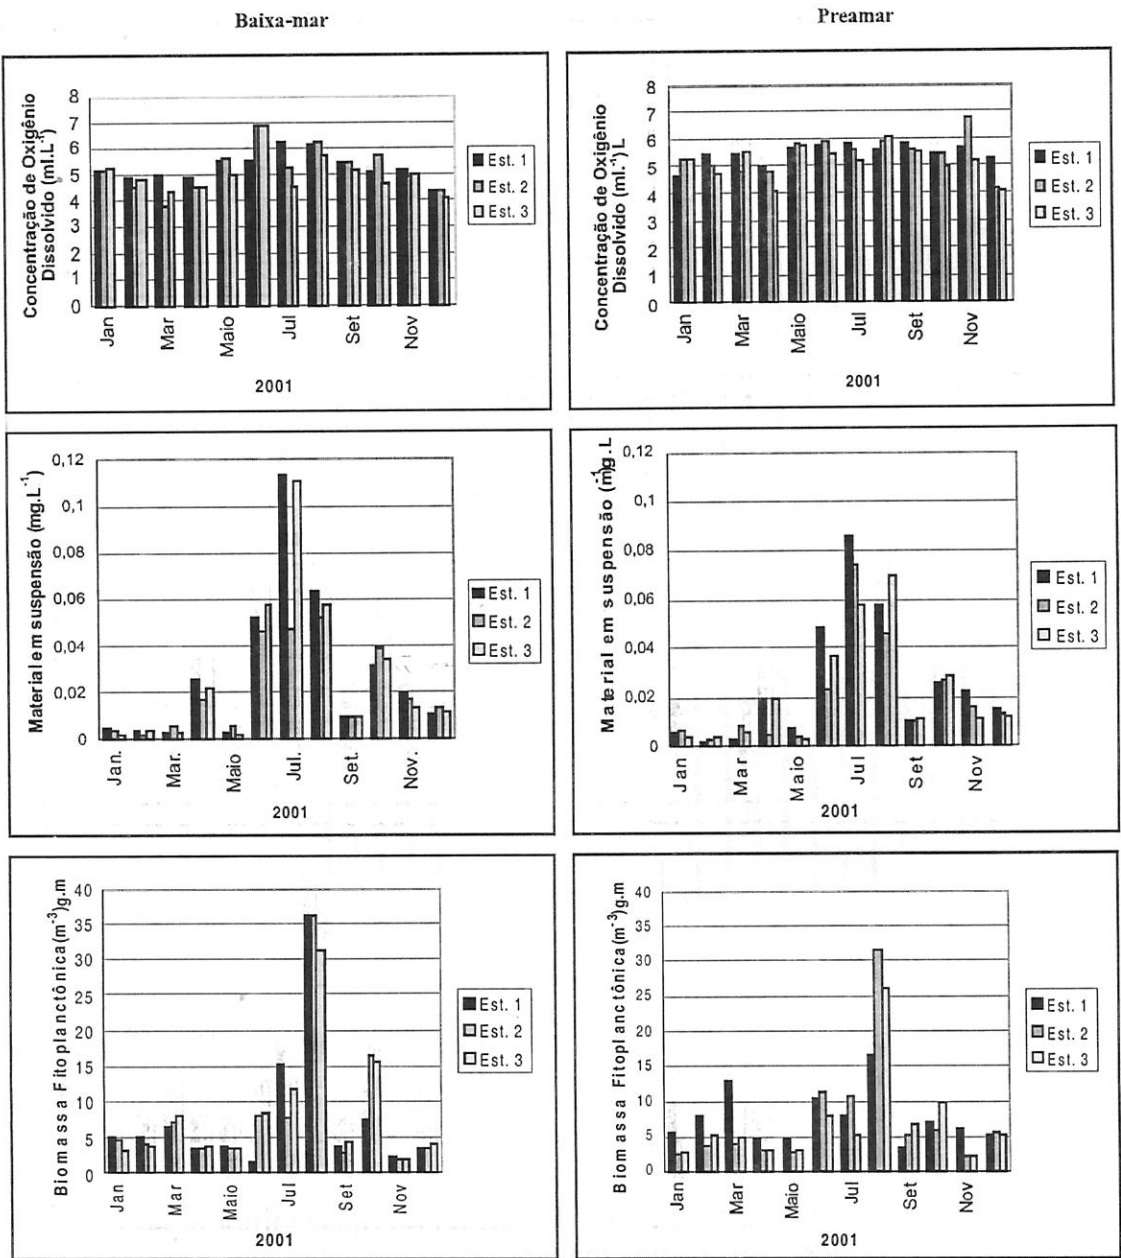 Baixa-mar
Preamar
Concentração de Oxigênio
Dissolvido (ml.L⁻¹)
8
7
6
5
4
3
2
1
0
Jan
Mar
Maio
Jul
Set
Nov
2001
Est. 1
Est. 2
Est. 3
Concentração de Oxigênio
Dissolvido (ml.⁻¹) L
8
7
6
5
4
3
2
1
0
Jan
Mar
Maio
Jul
Set
Nov
2001
Est. 1
Est. 2
Est. 3
Material em suspensão (mg.L⁻¹)
0,12
0,1
0,08
0,06
0,04
0,02
0
Jan.
Mar.
Maio
Jul.
Set.
Nov.
2001
Est. 1
Est. 2
Est. 3
Material em suspensão (m⁻¹)g.L
0,12
0,1
0,08
0,06
0,04
0,02
0
Jan
Mar
Maio
Jul
Set
Nov
2001
Est. 1
Est. 2
Est. 3
Biomassa Fitoplanctônica(m⁻³)g.m
40
35
30
25
20
15
10
5
0
Jan
Mar
Maio
Jul
Set
Nov
2001
Est. 1
Est. 2
Est. 3
Biomassa Fitoplanctônica(m⁻³)g.m
40
35
30
25
20
15
10
5
0
Jan
Mar
Maio
Jul
Set
Nov
2001
Est. 1
Est. 2
Est. 3